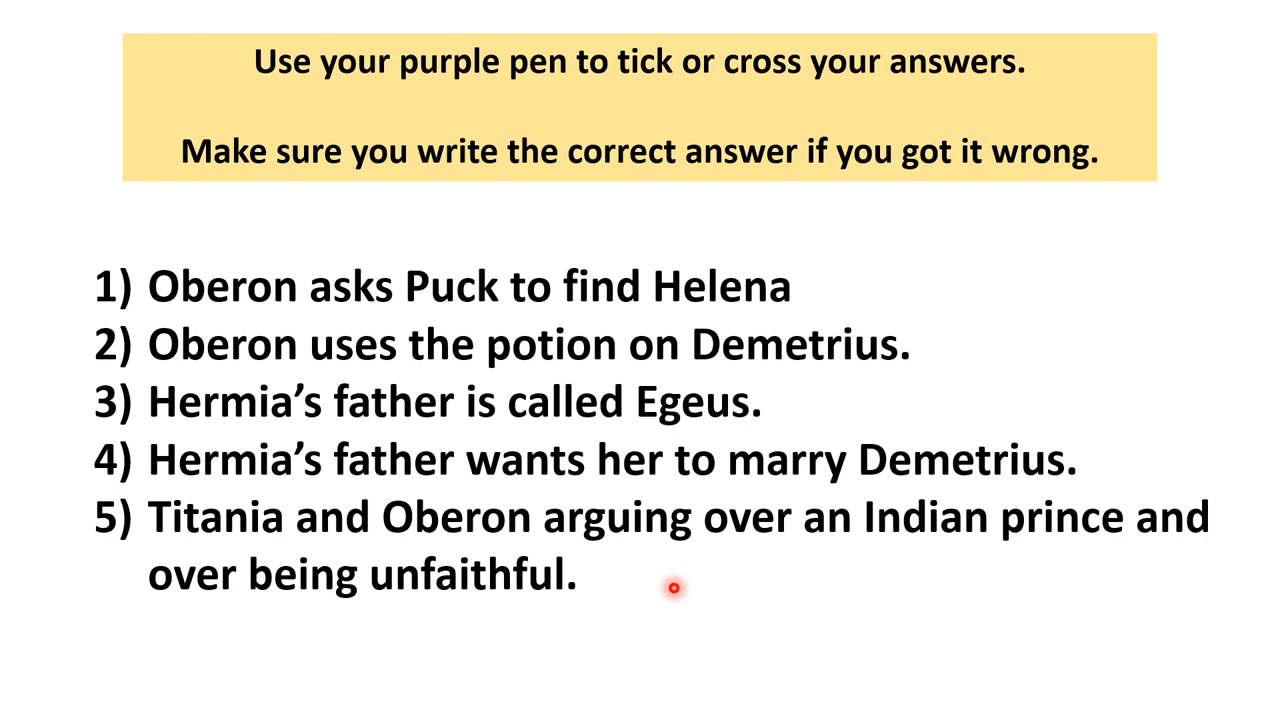 Use your purple pen to tick or cross your answers.
Make sure you write the correct answer if you got it wrong.
1) Oberon asks Puck to find Helena
2) Oberon uses the potion on Demetrius.
3) Hermia’s father is called Egeus.
4) Hermia’s father wants her to marry Demetrius.
5) Titania and Oberon arguing over an Indian prince and
over being unfaithful.